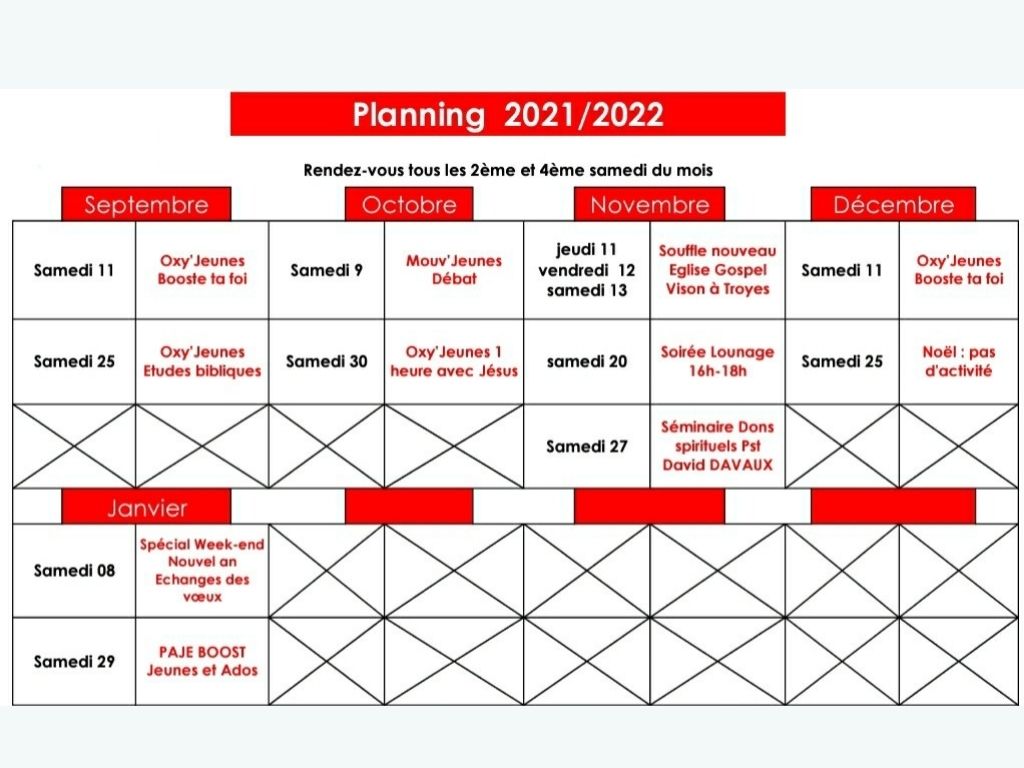 Planning 2021/2022
Rendez-vous tous les 2ème et 4ème samedi du mois
Septembre
Octobre
Novembre
Décembre
Samedi 11
Oxy'Jeunes
Booste ta foi
Samedi 9
Mouv'Jeunes
Débat
jeudi 11
vendredi 12
samedi 13
Souffle nouveau
Eglise Gospel
Vison à Troyes
Samedi 11
Oxy'Jeunes
Booste ta foi
Samedi 25
Oxy'Jeunes
Etudes bibliques
Samedi 30
Oxy'Jeunes 1
heure avec Jésus
samedi 20
Soirée Lounage
16h-18h
Samedi 25
Noël : pas
d'activité
Samedi 27
Séminaire Dons
spirituels Pst
David DAVAUX
Janvier
Samedi 08
Spécial Week-end
Nouvel an
Echanges des
vœux
Samedi 29
PAJE BOOST
Jeunes et Ados